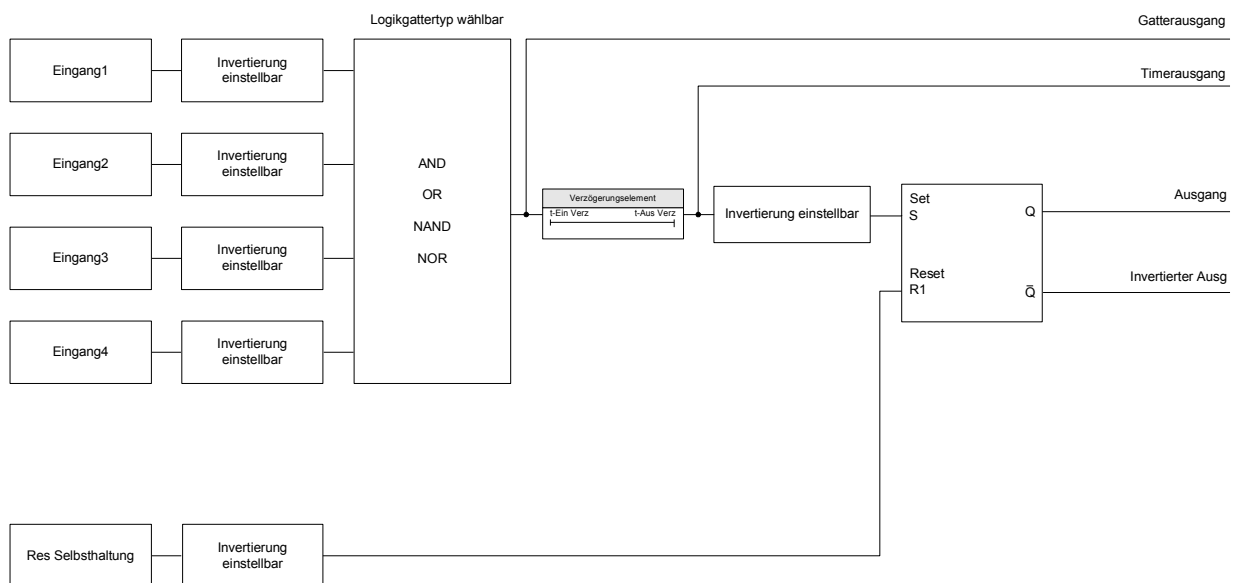 Logikgattertyp wählbar
Gatterausgang
Eingang1
Invertierung
einstellbar
Timerausgang
Eingang2
Invertierung
einstellbar
AND
OR
NAND
NOR
Verzögerungselement
t-Ein Verz
t-Aus Verz
Invertierung einstellbar
Set
S
Q
Ausgang
Reset
R1
Q̅
Invertierter Ausg
Eingang3
Invertierung
einstellbar
Eingang4
Invertierung
einstellbar
Res Selbsthaltung
Invertierung
einstellbar